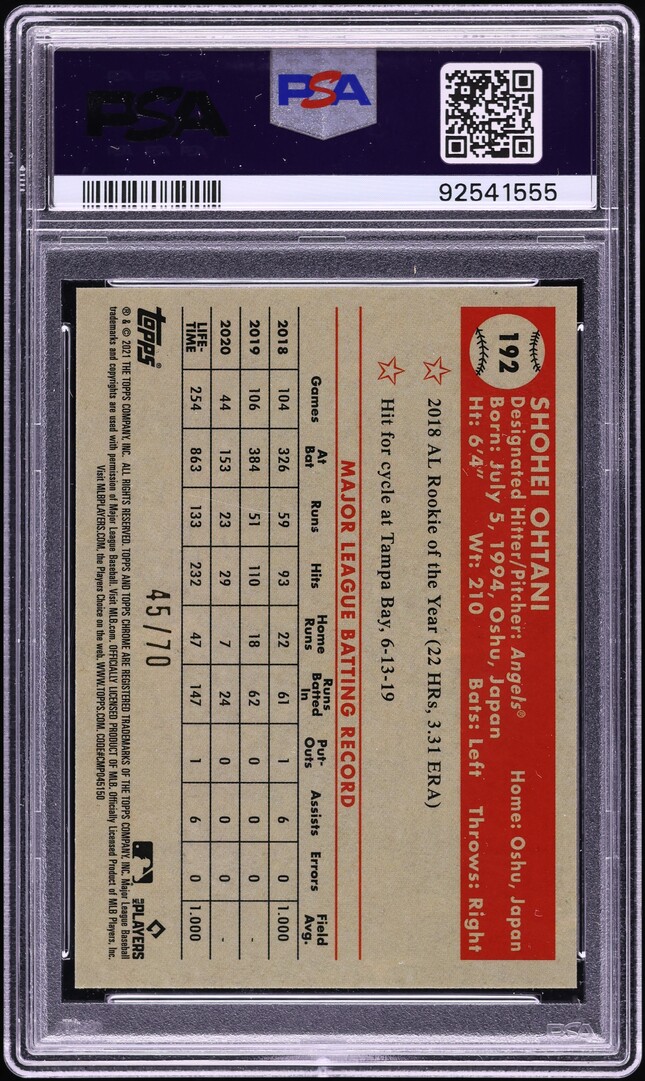 PSA
PSA
92541555
192
SHOHEI OHTANI
Designated Hitter/Pitcher: Angels® Home: Oshu, Japan
Born: July 5, 1994, Oshu, Japan
Ht: 6'4" Wt: 210 Bats: Left Throws: Right
2018 AL Rookie of the Year (22 HRs, 3.31 ERA)
Hit for cycle at Tampa Bay, 6-13-19
MAJOR LEAGUE BATTING RECORD
Games At Bat Runs Hits Home Runs Runs Batted In Put-Outs Assists Errors Field Avg.
2018 104 326 59 93 22 61 1 6 0 1.000
2019 106 384 51 110 18 62 0 0 0 -
2020 44 153 23 29 7 24 0 0 0 -
LIFE-TIME 254 863 133 232 47 147 1 6 0 1.000
45/70
topps®
MLB PLAYERS
® & © 2021 THE TOPPS COMPANY, INC. ALL RIGHTS RESERVED. TOPPS AND TOPPS CHROME ARE REGISTERED TRADEMARKS OF THE TOPPS COMPANY, INC. Major League Baseball
trademarks and copyrights are used with permission of Major League Baseball. Visit MLB.com. OFFICIALLY LICENSED PRODUCT OF MLB. Officially Licensed Product of MLB Players, Inc.
Visit MLBPLAYERS.COM, the Players Choice on the web. WWW.TOPPS.COM. CODE#CMP045150
PSA